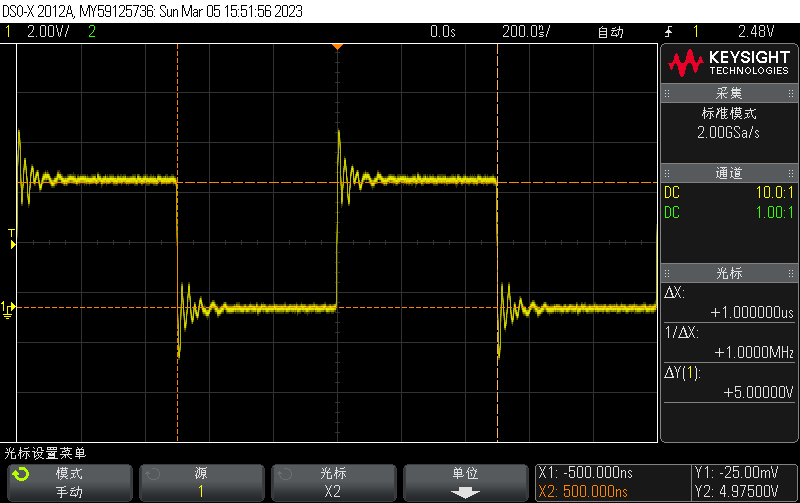 DSO-X 2012A, MY59125736: Sun Mar 05 15:51:56 2023
1 2.00V/ 2 0.0s 200.0ns/ 自动 1 2.48V
KEYSIGHT
TECHNOLOGIES
采集
标准模式
2.00GSa/s
通道
DC 10.0:1
DC 1.00:1
T
1
光标
ΔX:
+1.000000us
1/ΔX:
+1.0000MHz
ΔY(1):
+5.00000V
光标设置菜单
模式
手动
源
1
光标
X2
单位
X1: -500.000ns
X2: 500.000ns
Y1: -25.00mV
Y2: 4.97500V